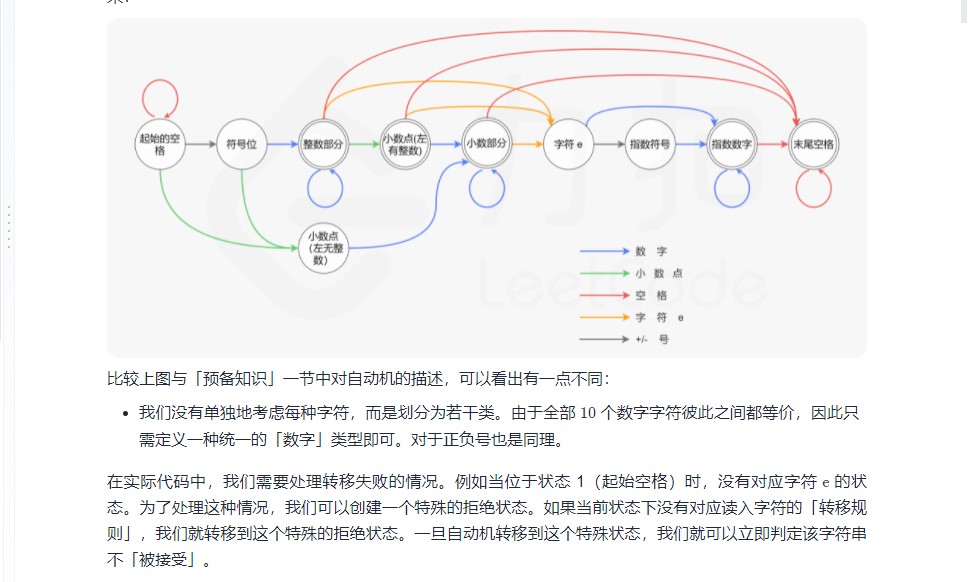 起始的空
格
符号位
整数部分
小数点(左
有整数)
小数部分
字符 e
指数符号
指数数字
末尾空格
小数点
(左无整
数)
数 字
小 数 点
空 格
字 符 e
+/- 号
LeetCode
比较上图与「预备知识」一节中对自动机的描述，可以看出有一点不同：
• 我们没有单独地考虑每种字符，而是划分为若干类。由于全部 10 个数字字符彼此之间都等价，因此只
需定义一种统一的「数字」类型即可。对于正负号也是同理。
在实际代码中，我们需要处理转移失败的情况。例如当位于状态 1（起始空格）时，没有对应字符 e 的状
态。为了处理这种情况，我们可以创建一个特殊的拒绝状态。如果当前状态下没有对应读入字符的「转移规
则」，我们就转移到这个特殊的拒绝状态。一旦自动机转移到这个特殊状态，我们就可以立即判定该字符串
不「被接受」。